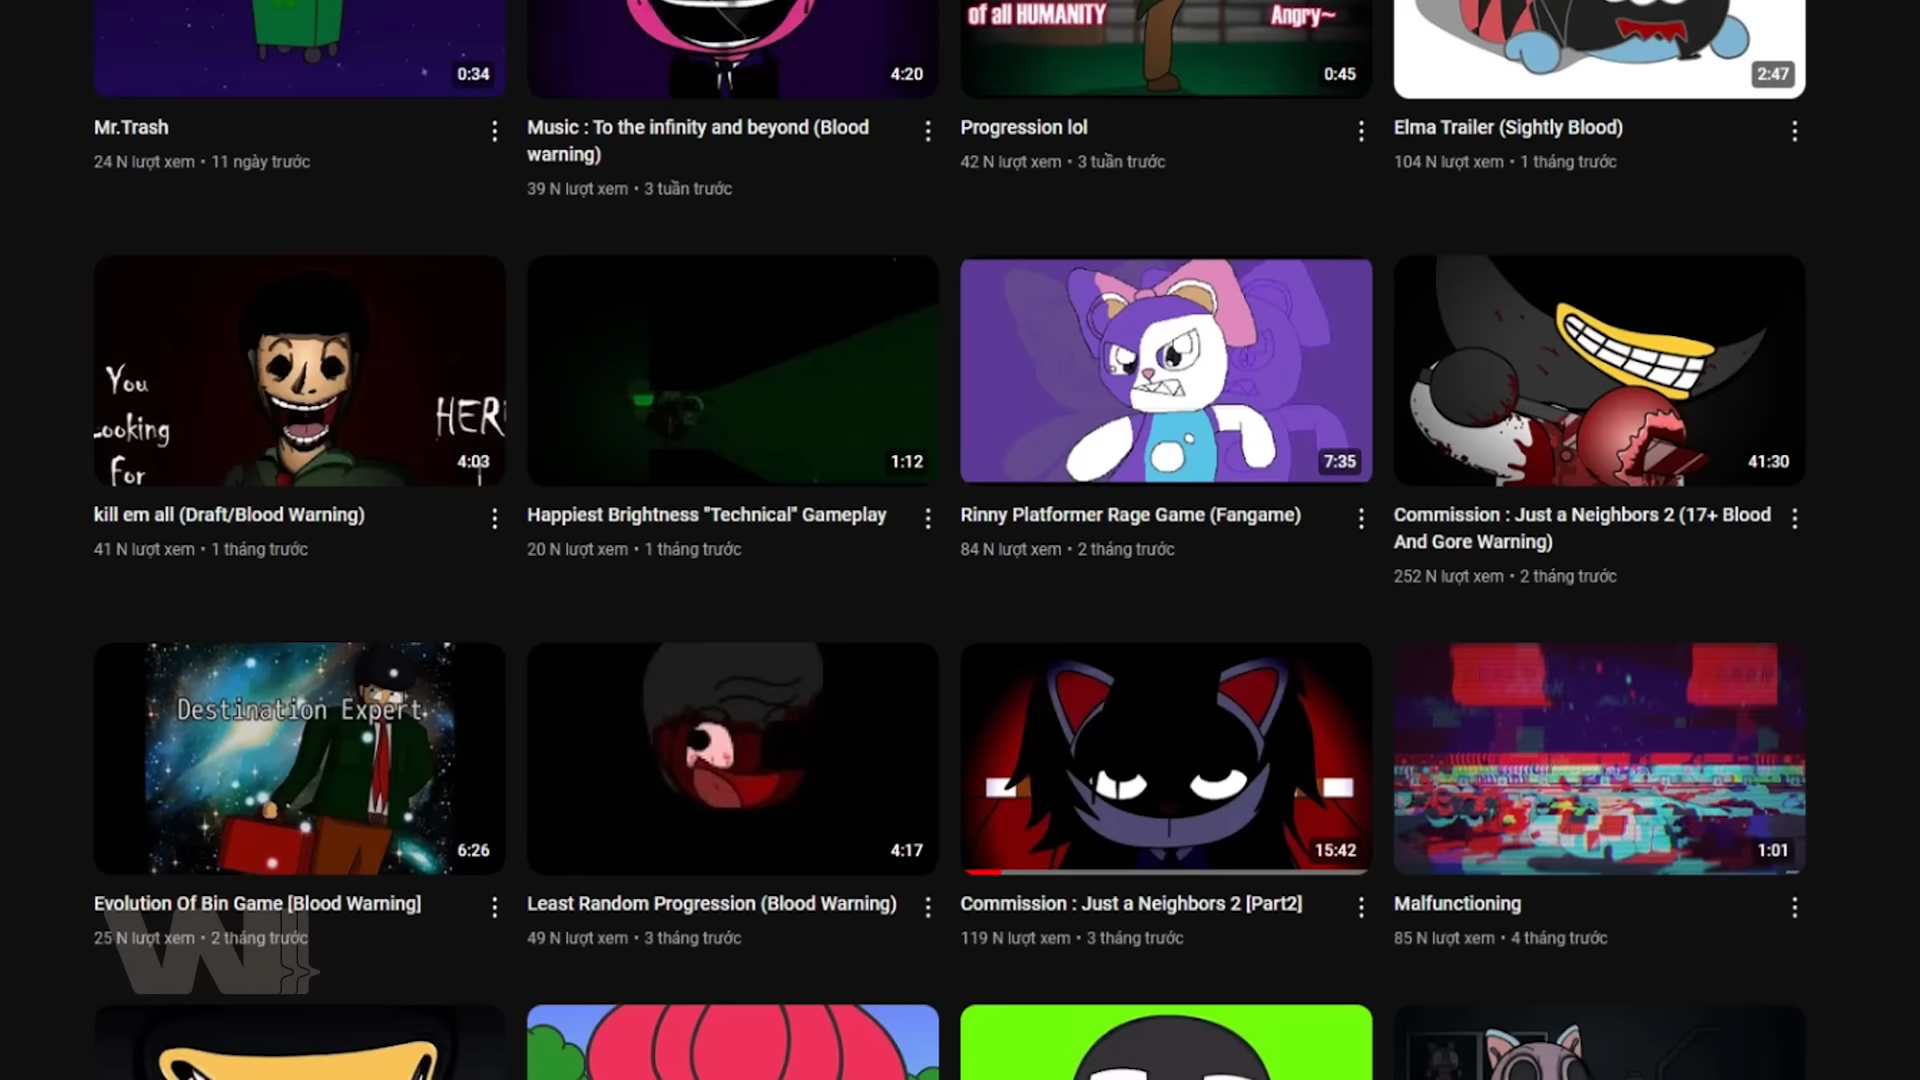 of all HUMANITY
Angry~
0:34
4:20
0:45
2:47
Mr.Trash
24 N lượt xem • 11 ngày trước
Music : To the infinity and beyond (Blood
warning)
39 N lượt xem • 3 tuần trước
Progression lol
42 N lượt xem • 3 tuần trước
Elma Trailer (Sightly Blood)
104 N lượt xem • 1 tháng trước
You
Looking
For
HER
4:03
1:12
7:35
41:30
kill em all (Draft/Blood Warning)
41 N lượt xem • 1 tháng trước
Happiest Brightness "Technical" Gameplay
20 N lượt xem • 1 tháng trước
Rinny Platformer Rage Game (Fangame)
84 N lượt xem • 2 tháng trước
Commission : Just a Neighbors 2 (17+ Blood
And Gore Warning)
252 N lượt xem • 2 tháng trước
Destination Expert
6:26
4:17
15:42
1:01
Evolution Of Bin Game [Blood Warning]
25 N lượt xem • 2 tháng trước
Least Random Progression (Blood Warning)
49 N lượt xem • 3 tháng trước
Commission : Just a Neighbors 2 [Part2]
119 N lượt xem • 3 tháng trước
Malfunctioning
85 N lượt xem • 4 tháng trước
W